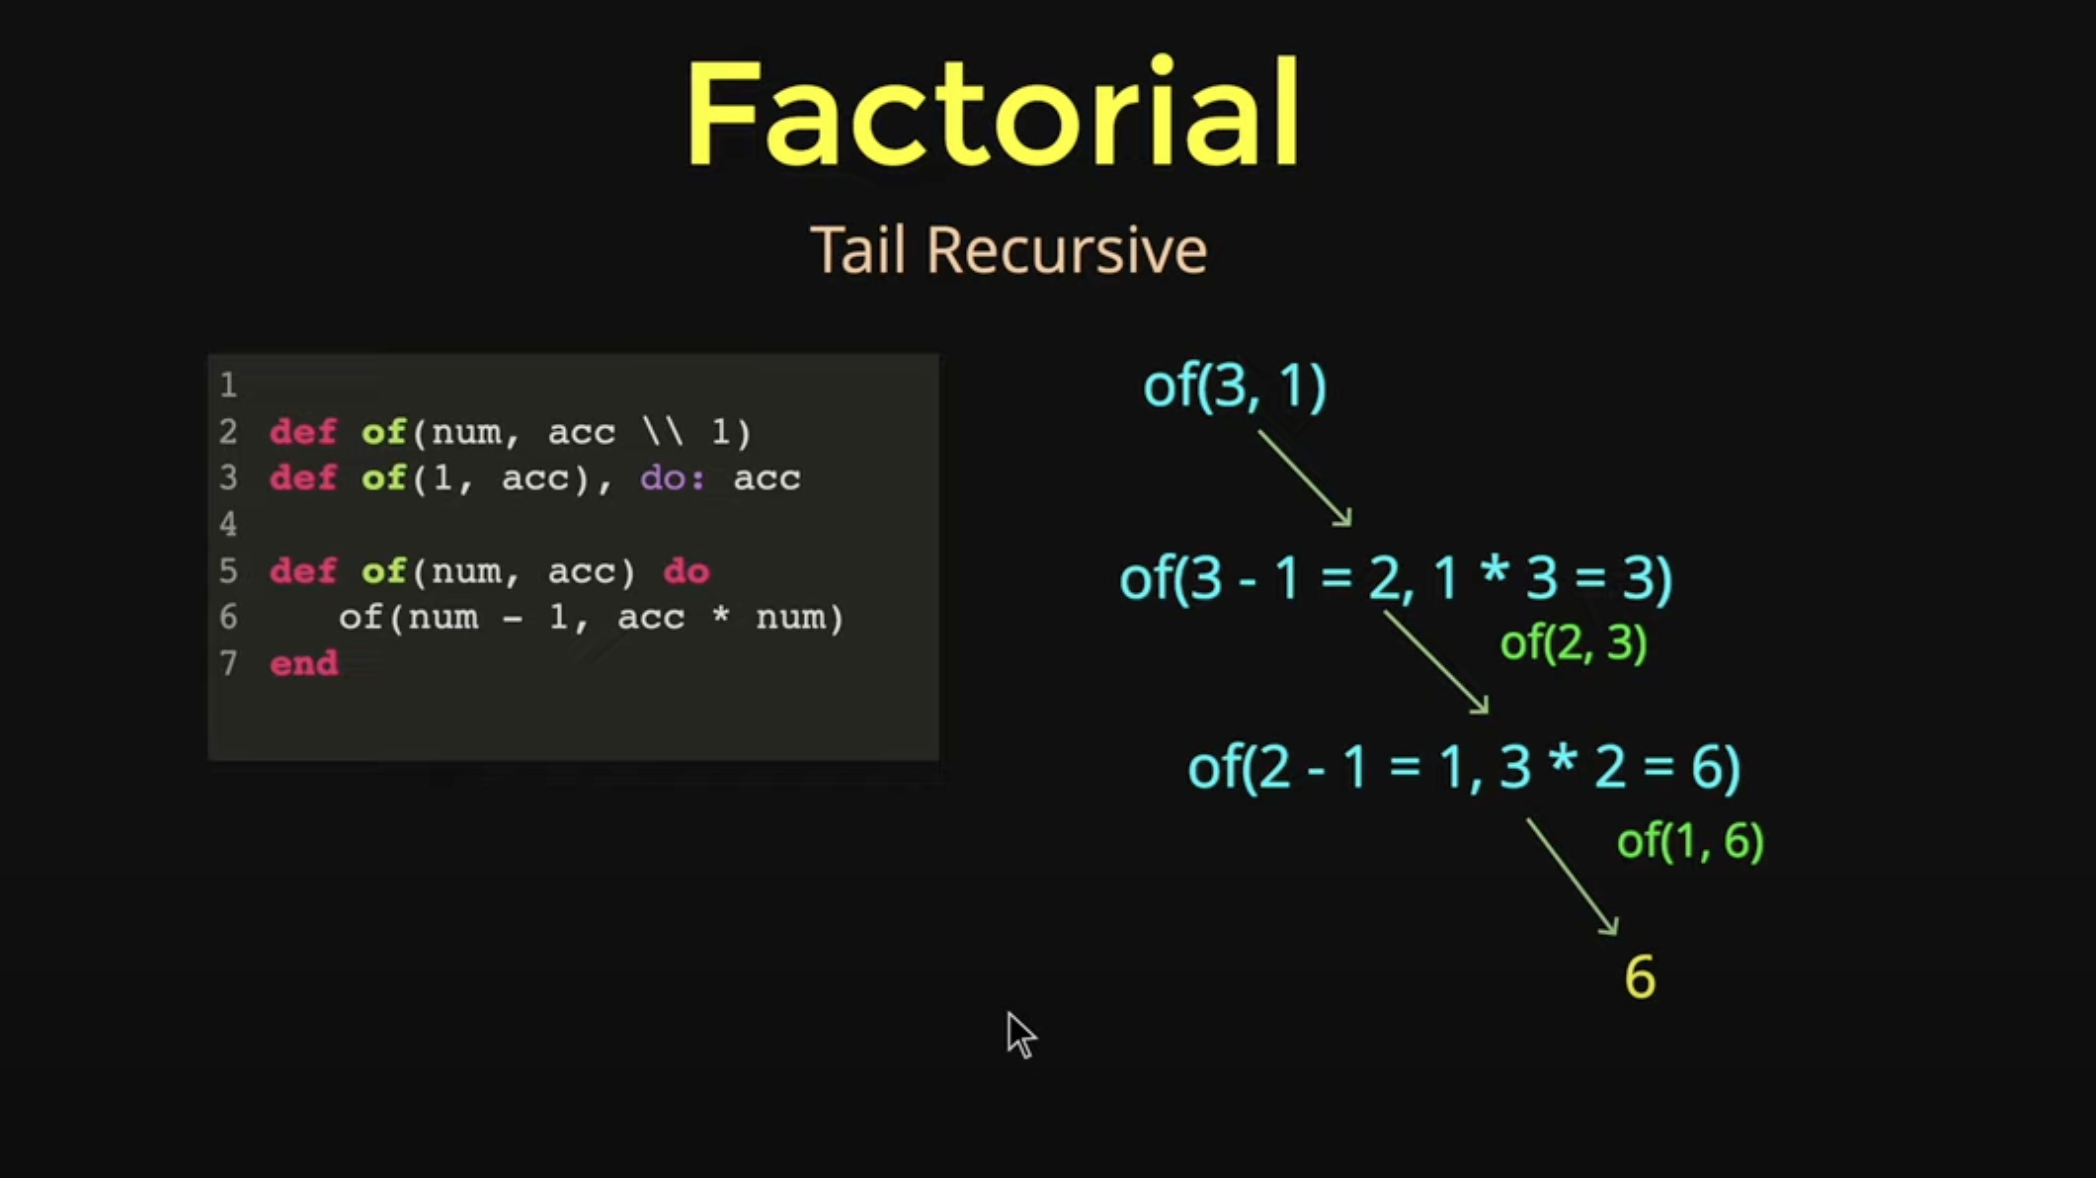 Factorial
Tail Recursive
1
2 def of(num, acc \\ 1)
3 def of(1, acc), do: acc
4
5 def of(num, acc) do
6    of(num - 1, acc * num)
7 end
of(3, 1)
of(3 - 1 = 2, 1 * 3 = 3)
of(2, 3)
of(2 - 1 = 1, 3 * 2 = 6)
of(1, 6)
6